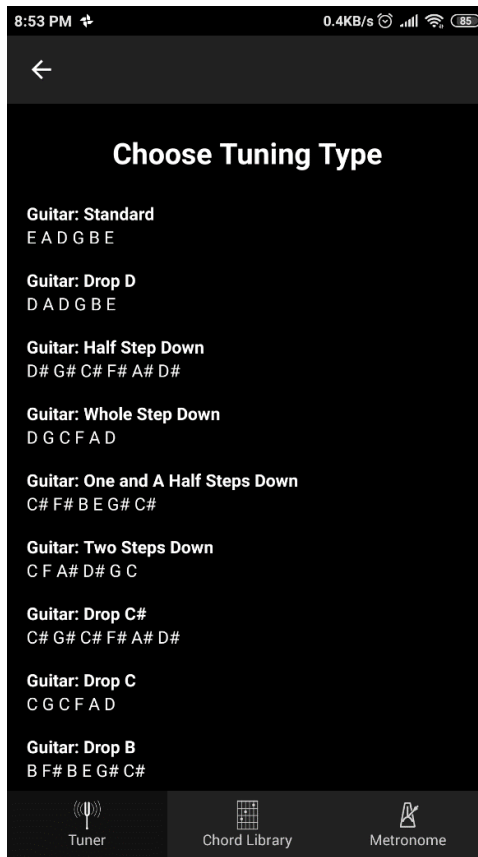 8:53 PM 0.4KB/s 85
Choose Tuning Type
Guitar: Standard
E A D G B E
Guitar: Drop D
D A D G B E
Guitar: Half Step Down
D# G# C# F# A# D#
Guitar: Whole Step Down
D G C F A D
Guitar: One and A Half Steps Down
C# F# B E G# C#
Guitar: Two Steps Down
C F A# D# G C
Guitar: Drop C#
C# G# C# F# A# D#
Guitar: Drop C
C G C F A D
Guitar: Drop B
B F# B E G# C#
Tuner Chord Library Metronome